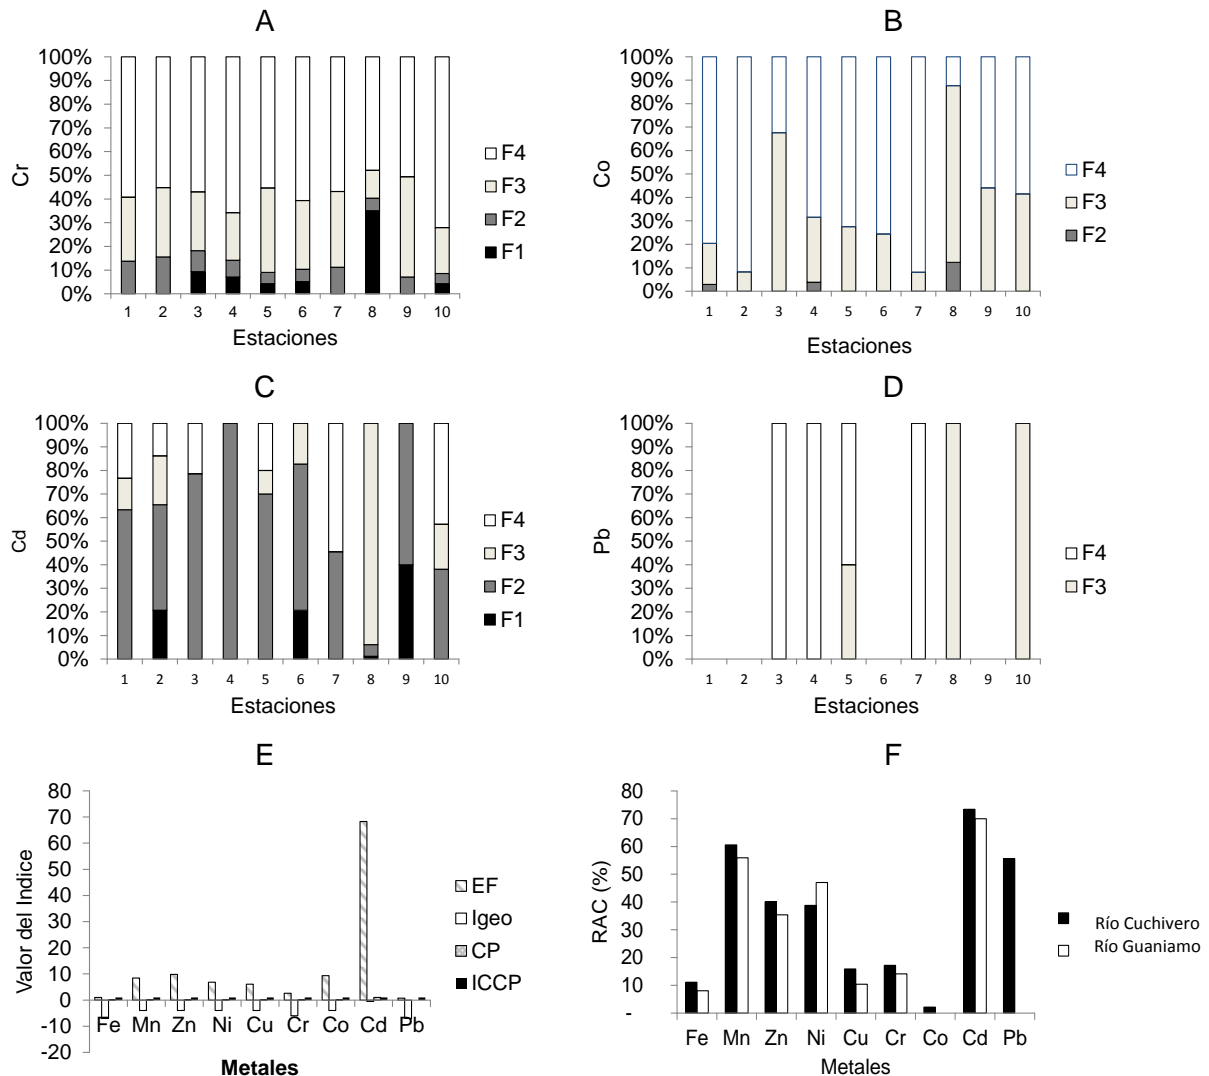 A
100%
90%
80%
70%
60%
50%
40%
30%
20%
10%
0%
Cr
1 2 3 4 5 6 7 8 9 10
Estaciones
F4
F3
F2
F1
B
100%
90%
80%
70%
60%
50%
40%
30%
20%
10%
0%
Co
1 2 3 4 5 6 7 8 9 10
Estaciones
F4
F3
F2
C
100%
90%
80%
70%
60%
50%
40%
30%
20%
10%
0%
Cd
1 2 3 4 5 6 7 8 9 10
Estaciones
F4
F3
F2
F1
D
100%
90%
80%
70%
60%
50%
40%
30%
20%
10%
0%
Pb
1 2 3 4 5 6 7 8 9 10
Estaciones
F4
F3
E
80
70
60
50
40
30
20
10
0
-10
-20
Valor del Indice
Fe Mn Zn Ni Cu Cr Co Cd Pb
Metales
EF
Igeo
CP
ICCP
F
80
70
60
50
40
30
20
10
-
RAC (%)
Fe Mn Zn Ni Cu Cr Co Cd Pb
Metales
Río Cuchivero
Río Guaniamo